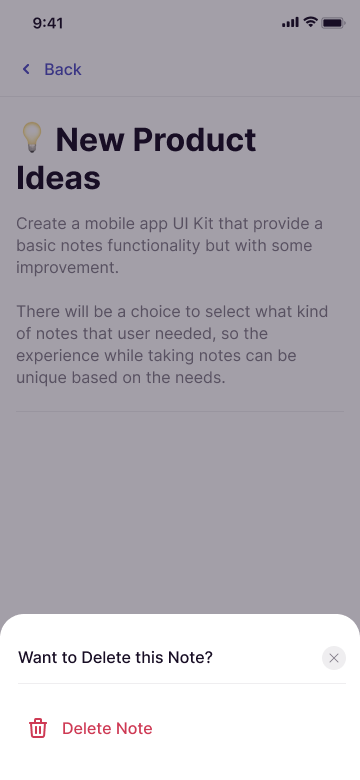 9:41
Back
💡 New Product
Ideas
Create a mobile app UI Kit that provide a
basic notes functionality but with some
improvement.
There will be a choice to select what kind
of notes that user needed, so the
experience while taking notes can be
unique based on the needs.
Want to Delete this Note?
Delete Note